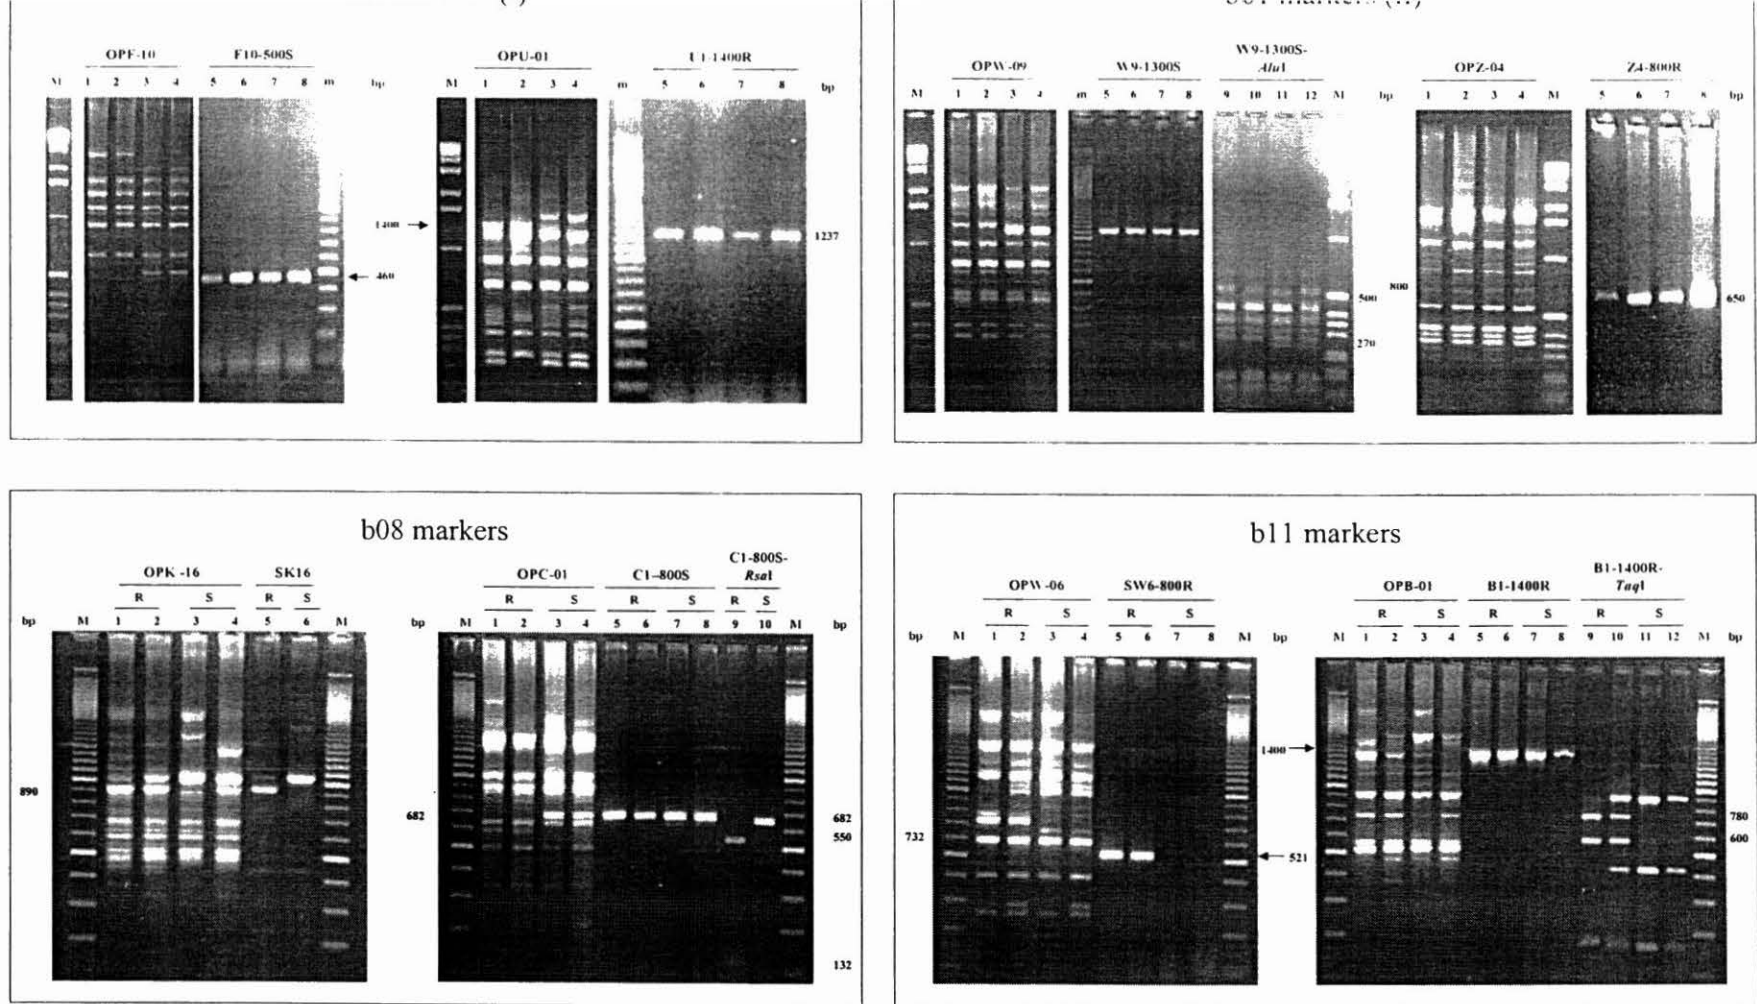 OPF-10 F10-500S
M 1 2 3 4 5 6 7 8 m bp
460
OPU-01 U1-1400R
M 1 2 3 4 m 5 6 7 8 bp
1400
1237
b01 markers
OPW-09 W9-1300S W9-1300S-
AluI
M 1 2 3 4 m 5 6 7 8 9 10 11 12 M bp
500
270
OPZ-04 Z4-800R
1 2 3 4 M 5 6 7 8 bp
800
650
b08 markers
OPK -16 SK16
R S R S
bp M 1 2 3 4 5 6 M
890
OPC-01 C1–800S C1-800S-
RsaI
R S R S R S
bp M 1 2 3 4 5 6 7 8 9 10 M bp
682 682
550
132
b11 markers
OPW -06 SW6-800R
R S R S
bp M 1 2 3 4 5 6 7 8 M bp
732
521
OPB-01 B1-1400R B1-1400R-
TaqI
R S R S R S
M 1 2 3 4 5 6 7 8 9 10 11 12 M bp
1400
780
600